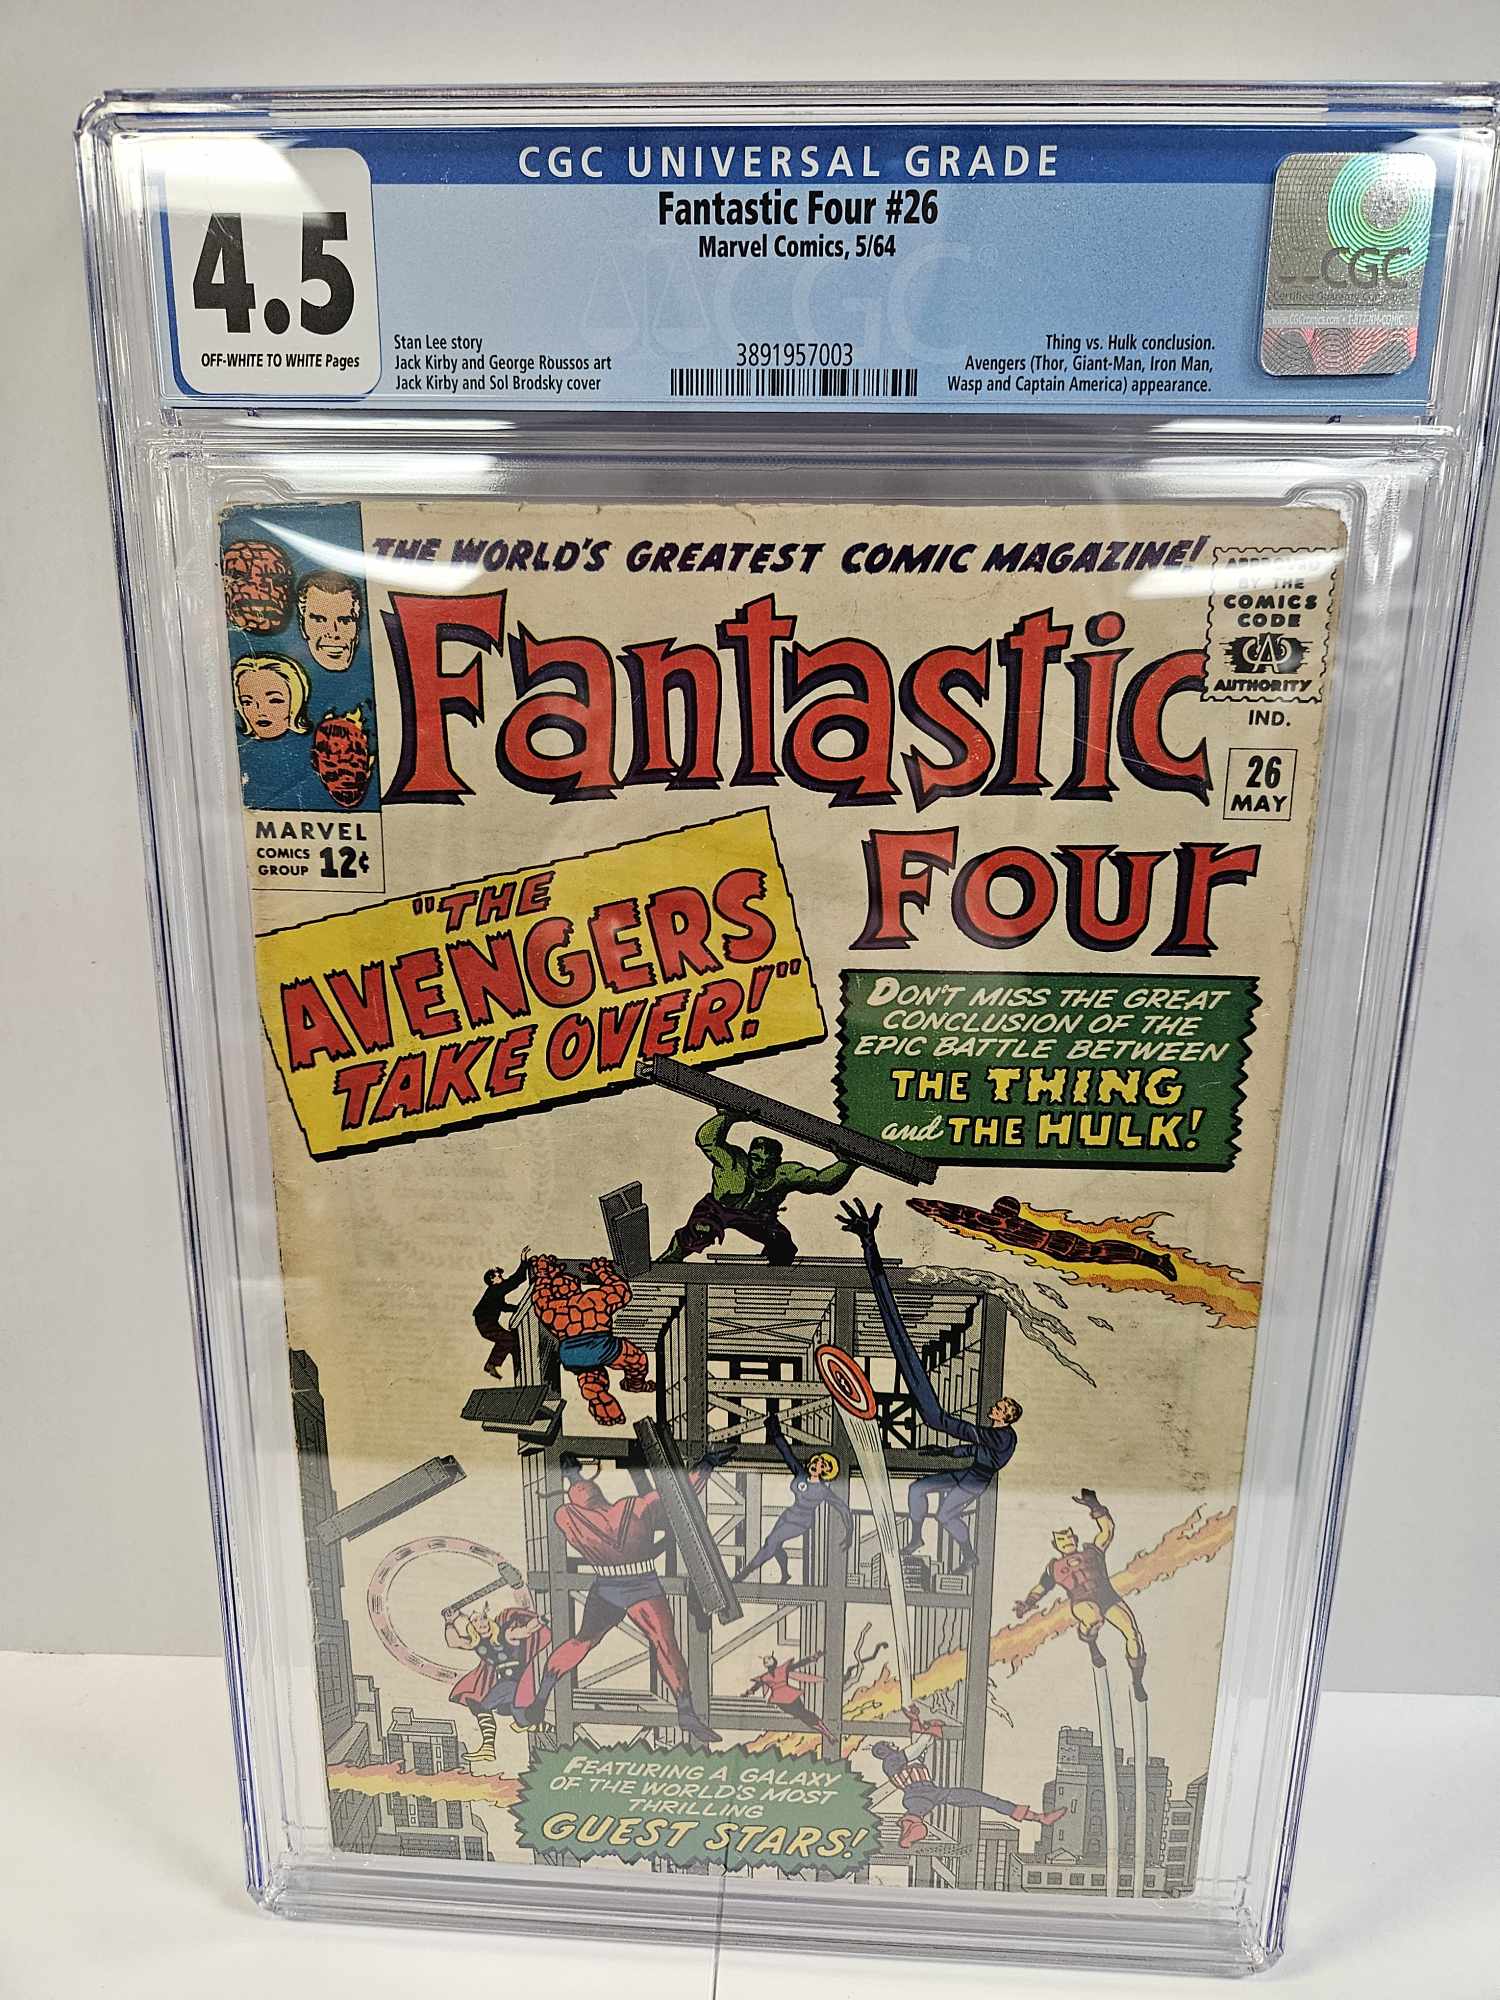 CGC UNIVERSAL GRADE
4.5
OFF-WHITE TO WHITE Pages
Fantastic Four #26
Marvel Comics, 5/64
Stan Lee story
Jack Kirby and George Roussos art
Jack Kirby and Sol Brodsky cover
3891957003
Thing vs. Hulk conclusion.
Avengers (Thor, Giant-Man, Iron Man,
Wasp and Captain America) appearance.
CGC
THE WORLD'S GREATEST COMIC MAGAZINE!
Fantastic
Four
APPROVED
BY THE
COMICS
CODE
AUTHORITY
IND.
26
MAY
MARVEL
COMICS
GROUP 12¢
"THE
AVENGERS
TAKE OVER!"
DON'T MISS THE GREAT
CONCLUSION OF THE
EPIC BATTLE BETWEEN
THE THING
and THE HULK!
FEATURING A GALAXY
OF THE WORLD'S MOST
THRILLING
GUEST STARS!